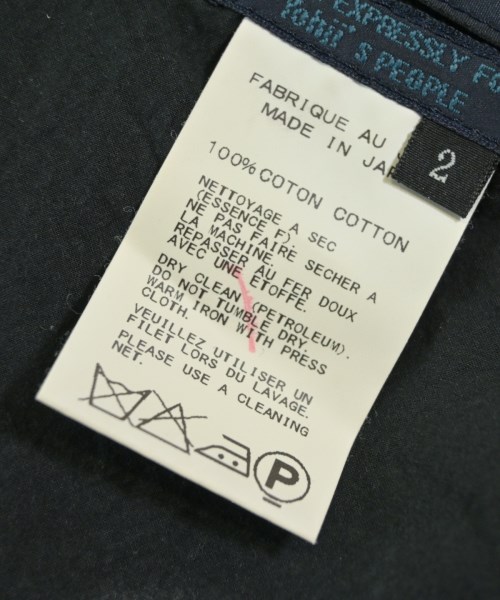 EXPRESSLY FO
Yohji's PEOPLE
2
FABRIQUE AU
MADE IN JA
100% COTON COTTON
NETTOYAGE A SEC
(ESSENCE F).
NE PAS FAIRE SECHER A
LA MACHINE.
REPASSER AU FER DOUX
AVEC UNE ETOFFE.
DRY CLEAN (PETROLEUM).
DO NOT TUMBLE DRY.
WARM IRON WITH PRESS
CLOTH.
VEUILLEZ UTILISER UN
FILET LORS DU LAVAGE.
PLEASE USE A CLEANING
NET.
P